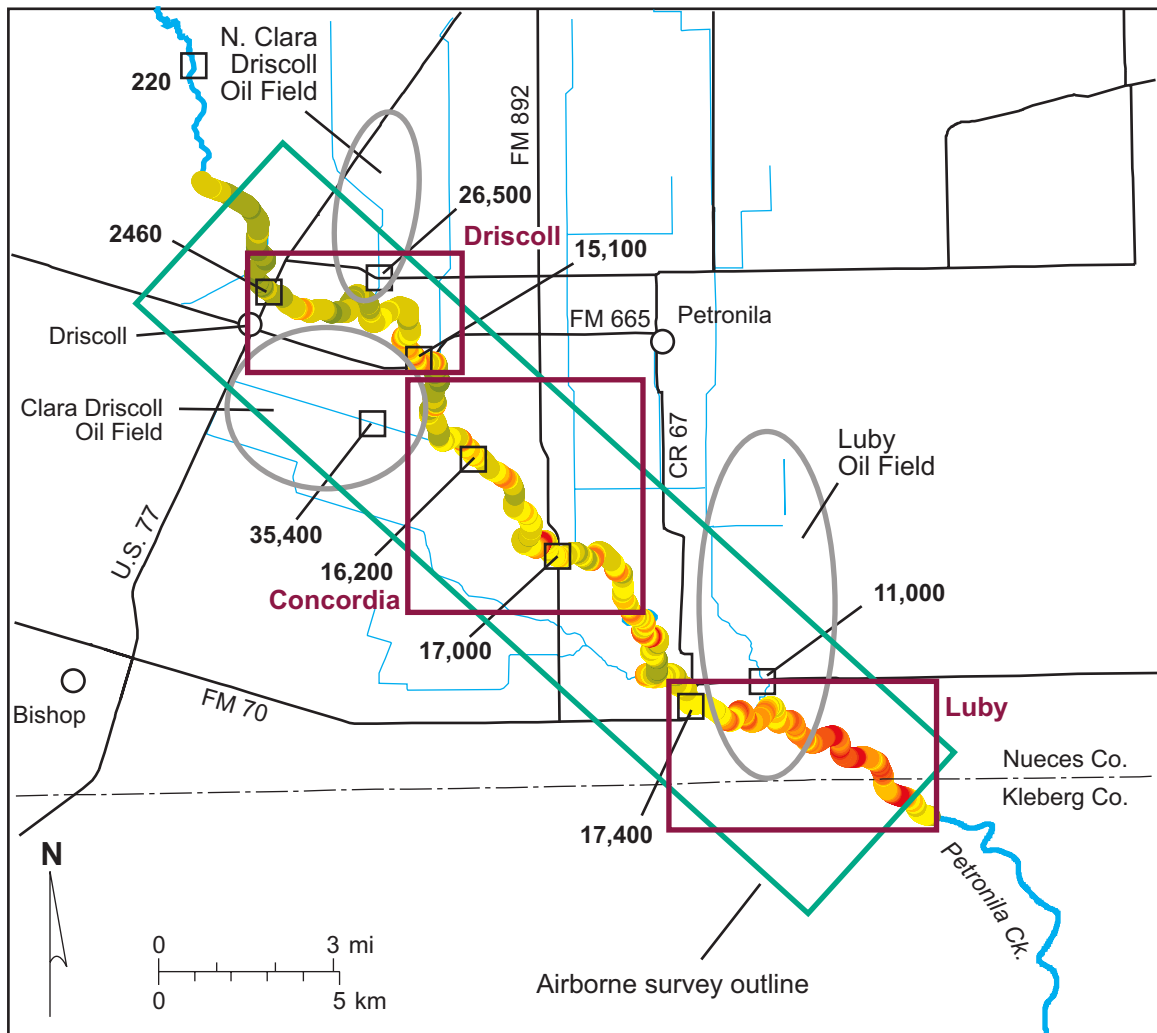 N. Clara
Driscoll
Oil Field
220
FM 892
26,500
2460
Driscoll
15,100
FM 665
Petronila
Driscoll
Clara Driscoll
Oil Field
CR 67
Luby
Oil Field
35,400
U.S. 77
16,200
Concordia
11,000
17,000
Bishop
FM 70
Luby
Nueces Co.
Kleberg Co.
17,400
N
Petronila Ck.
0 3 mi
0 5 km
Airborne survey outline